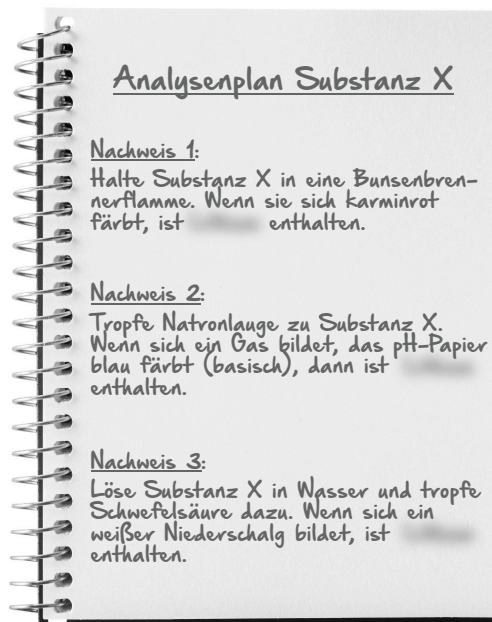 Analysenplan Substanz X
Nachweis 1:
Halte Substanz X in eine Bunsenbren-
nerflamme. Wenn sie sich karminrot
färbt, ist enthalten.
Nachweis 2:
Tropfe Natronlauge zu Substanz X.
Wenn sich ein Gas bildet, das pH-Papier
blau färbt (basisch), dann ist
enthalten.
Nachweis 3:
Löse Substanz X in Wasser und tropfe
Schwefelsäure dazu. Wenn sich ein
weißer Niederschalg bildet, ist
enthalten.